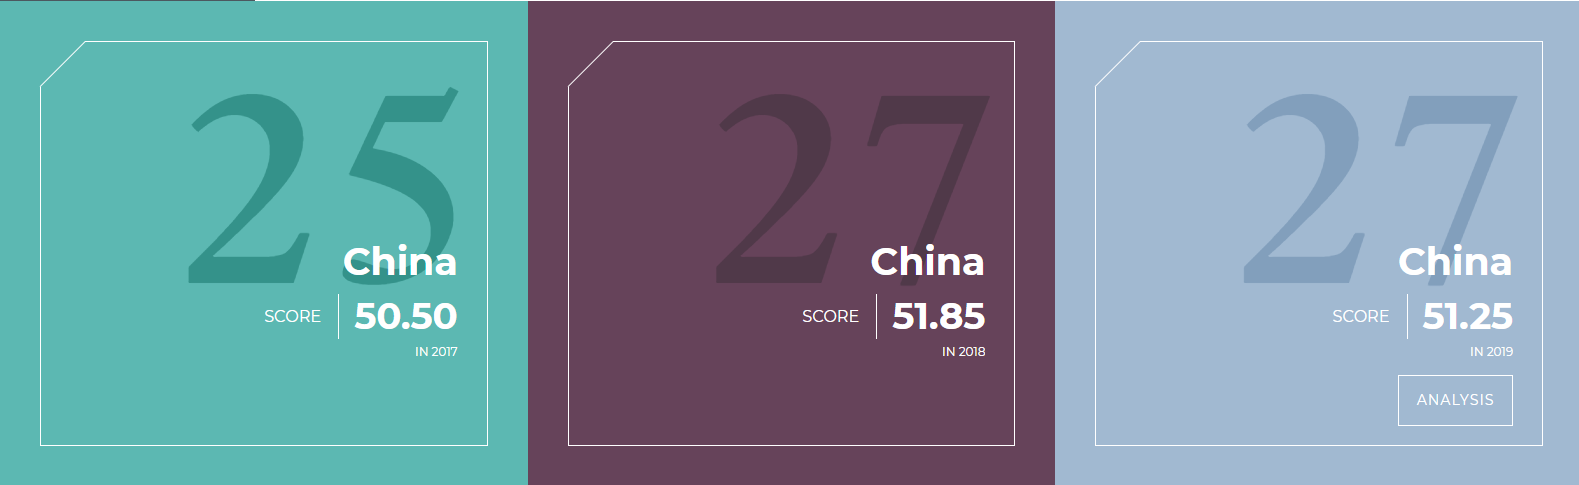 25
China
SCORE 50.50
IN 2017
27
China
SCORE 51.85
IN 2018
27
China
SCORE 51.25
IN 2019
ANALYSIS